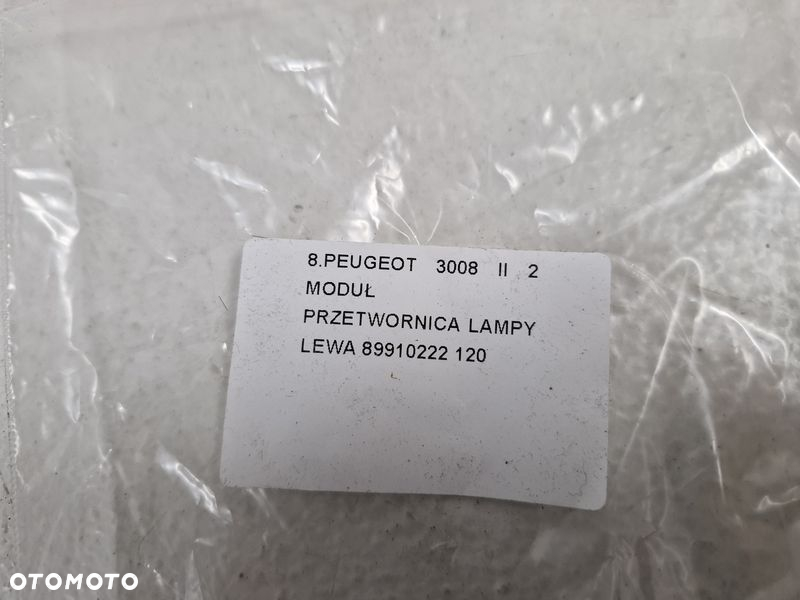 8.PEUGEOT 3008 II 2
MODUŁ
PRZETWORNICA LAMPY
LEWA 89910222 120
OTOMOTO